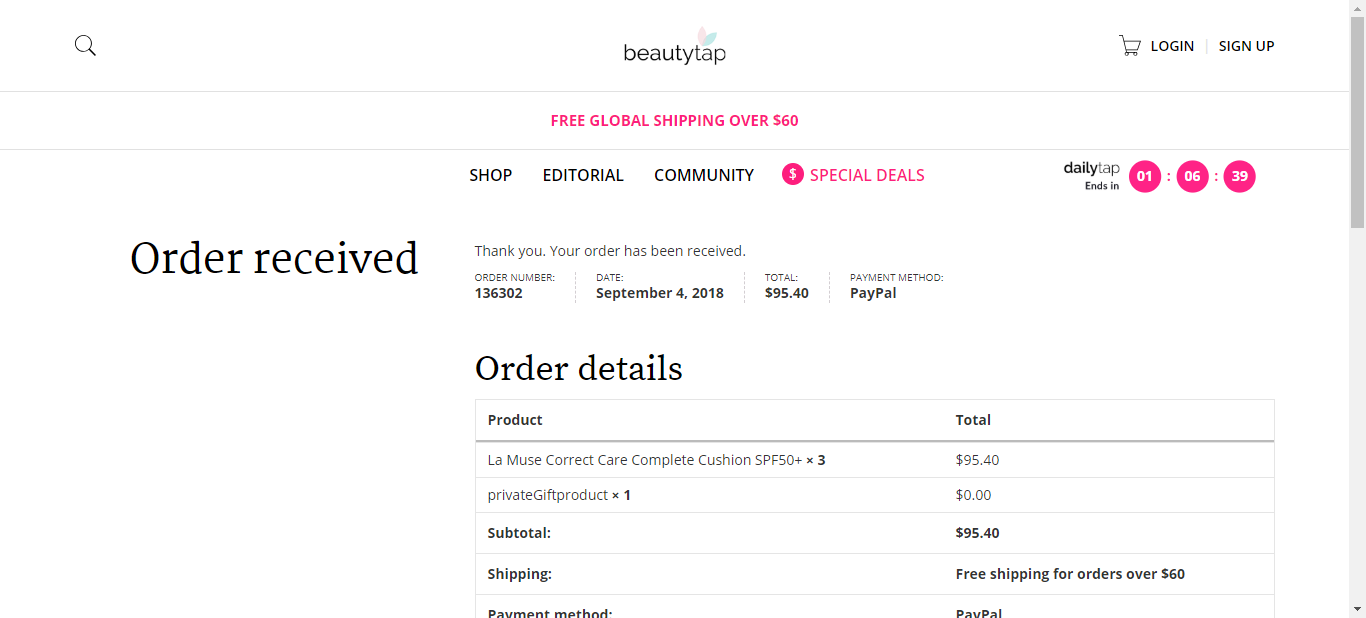 beautytap
LOGIN
SIGN UP
FREE GLOBAL SHIPPING OVER $60
SHOP
EDITORIAL
COMMUNITY
$ SPECIAL DEALS
dailytap
Ends in
01 : 06 : 39
Order received
Thank you. Your order has been received.
ORDER NUMBER:
136302
DATE:
September 4, 2018
TOTAL:
$95.40
PAYMENT METHOD:
PayPal
Order details
Product Total
La Muse Correct Care Complete Cushion SPF50+ × 3 $95.40
privateGiftproduct × 1 $0.00
Subtotal: $95.40
Shipping: Free shipping for orders over $60
Payment method: PayPal